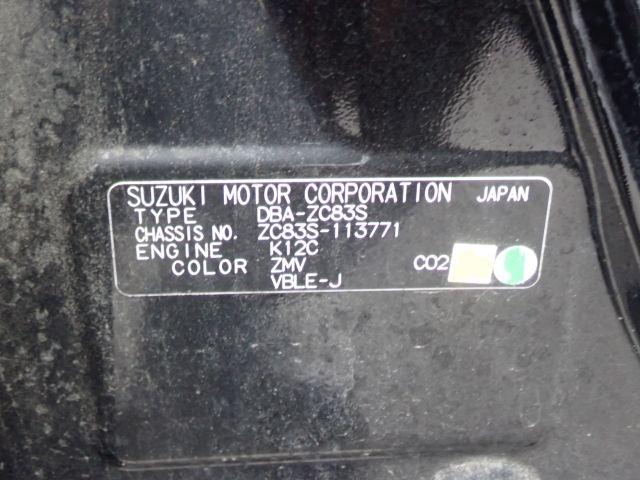 SUZUKI MOTOR CORPORATION JAPAN
TYPE DBA-ZC83S
CHASSIS NO. ZC83S-113771
ENGINE K12C
COLOR ZMV CO2
VBLE-J